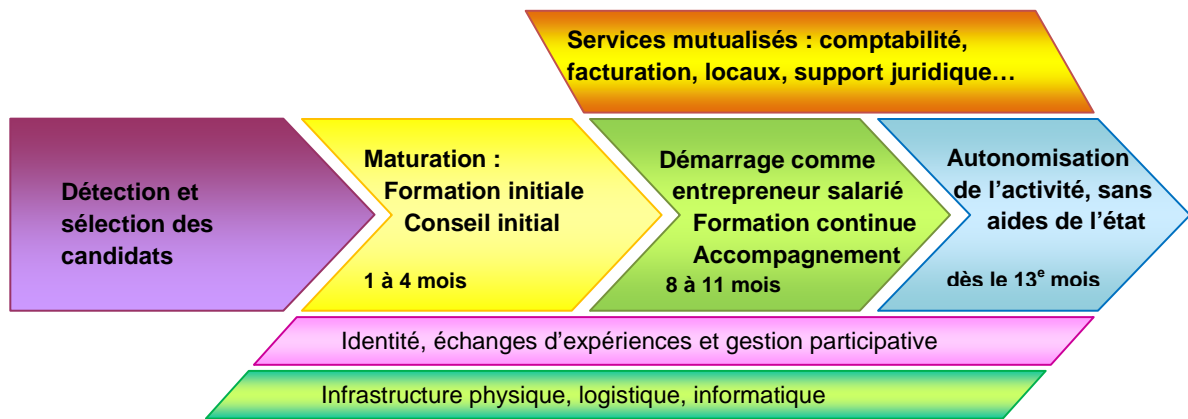 Services mutualisés : comptabilité,
facturation, locaux, support juridique…
Détection et
sélection des
candidats
Maturation :
Formation initiale
Conseil initial
1 à 4 mois
Démarrage comme
entrepreneur salarié
Formation continue
Accompagnement
8 à 11 mois
Autonomisation
de l’activité, sans
aides de l’état
dès le 13e mois
Identité, échanges d’expériences et gestion participative
Infrastructure physique, logistique, informatique